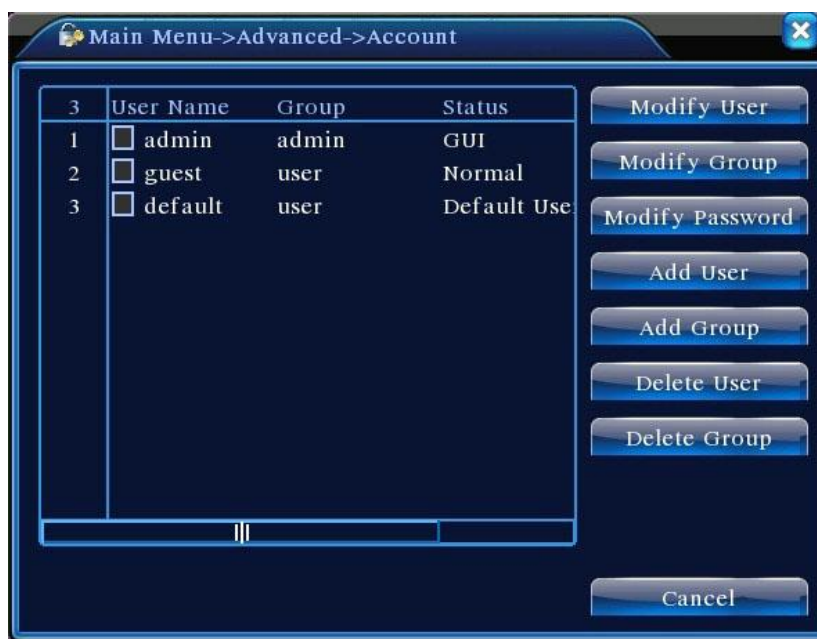 Main Menu->Advanced->Account
3 User Name Group Status
1 admin admin GUI
2 guest user Normal
3 default user Default Use
Modify User
Modify Group
Modify Password
Add User
Add Group
Delete User
Delete Group
Cancel